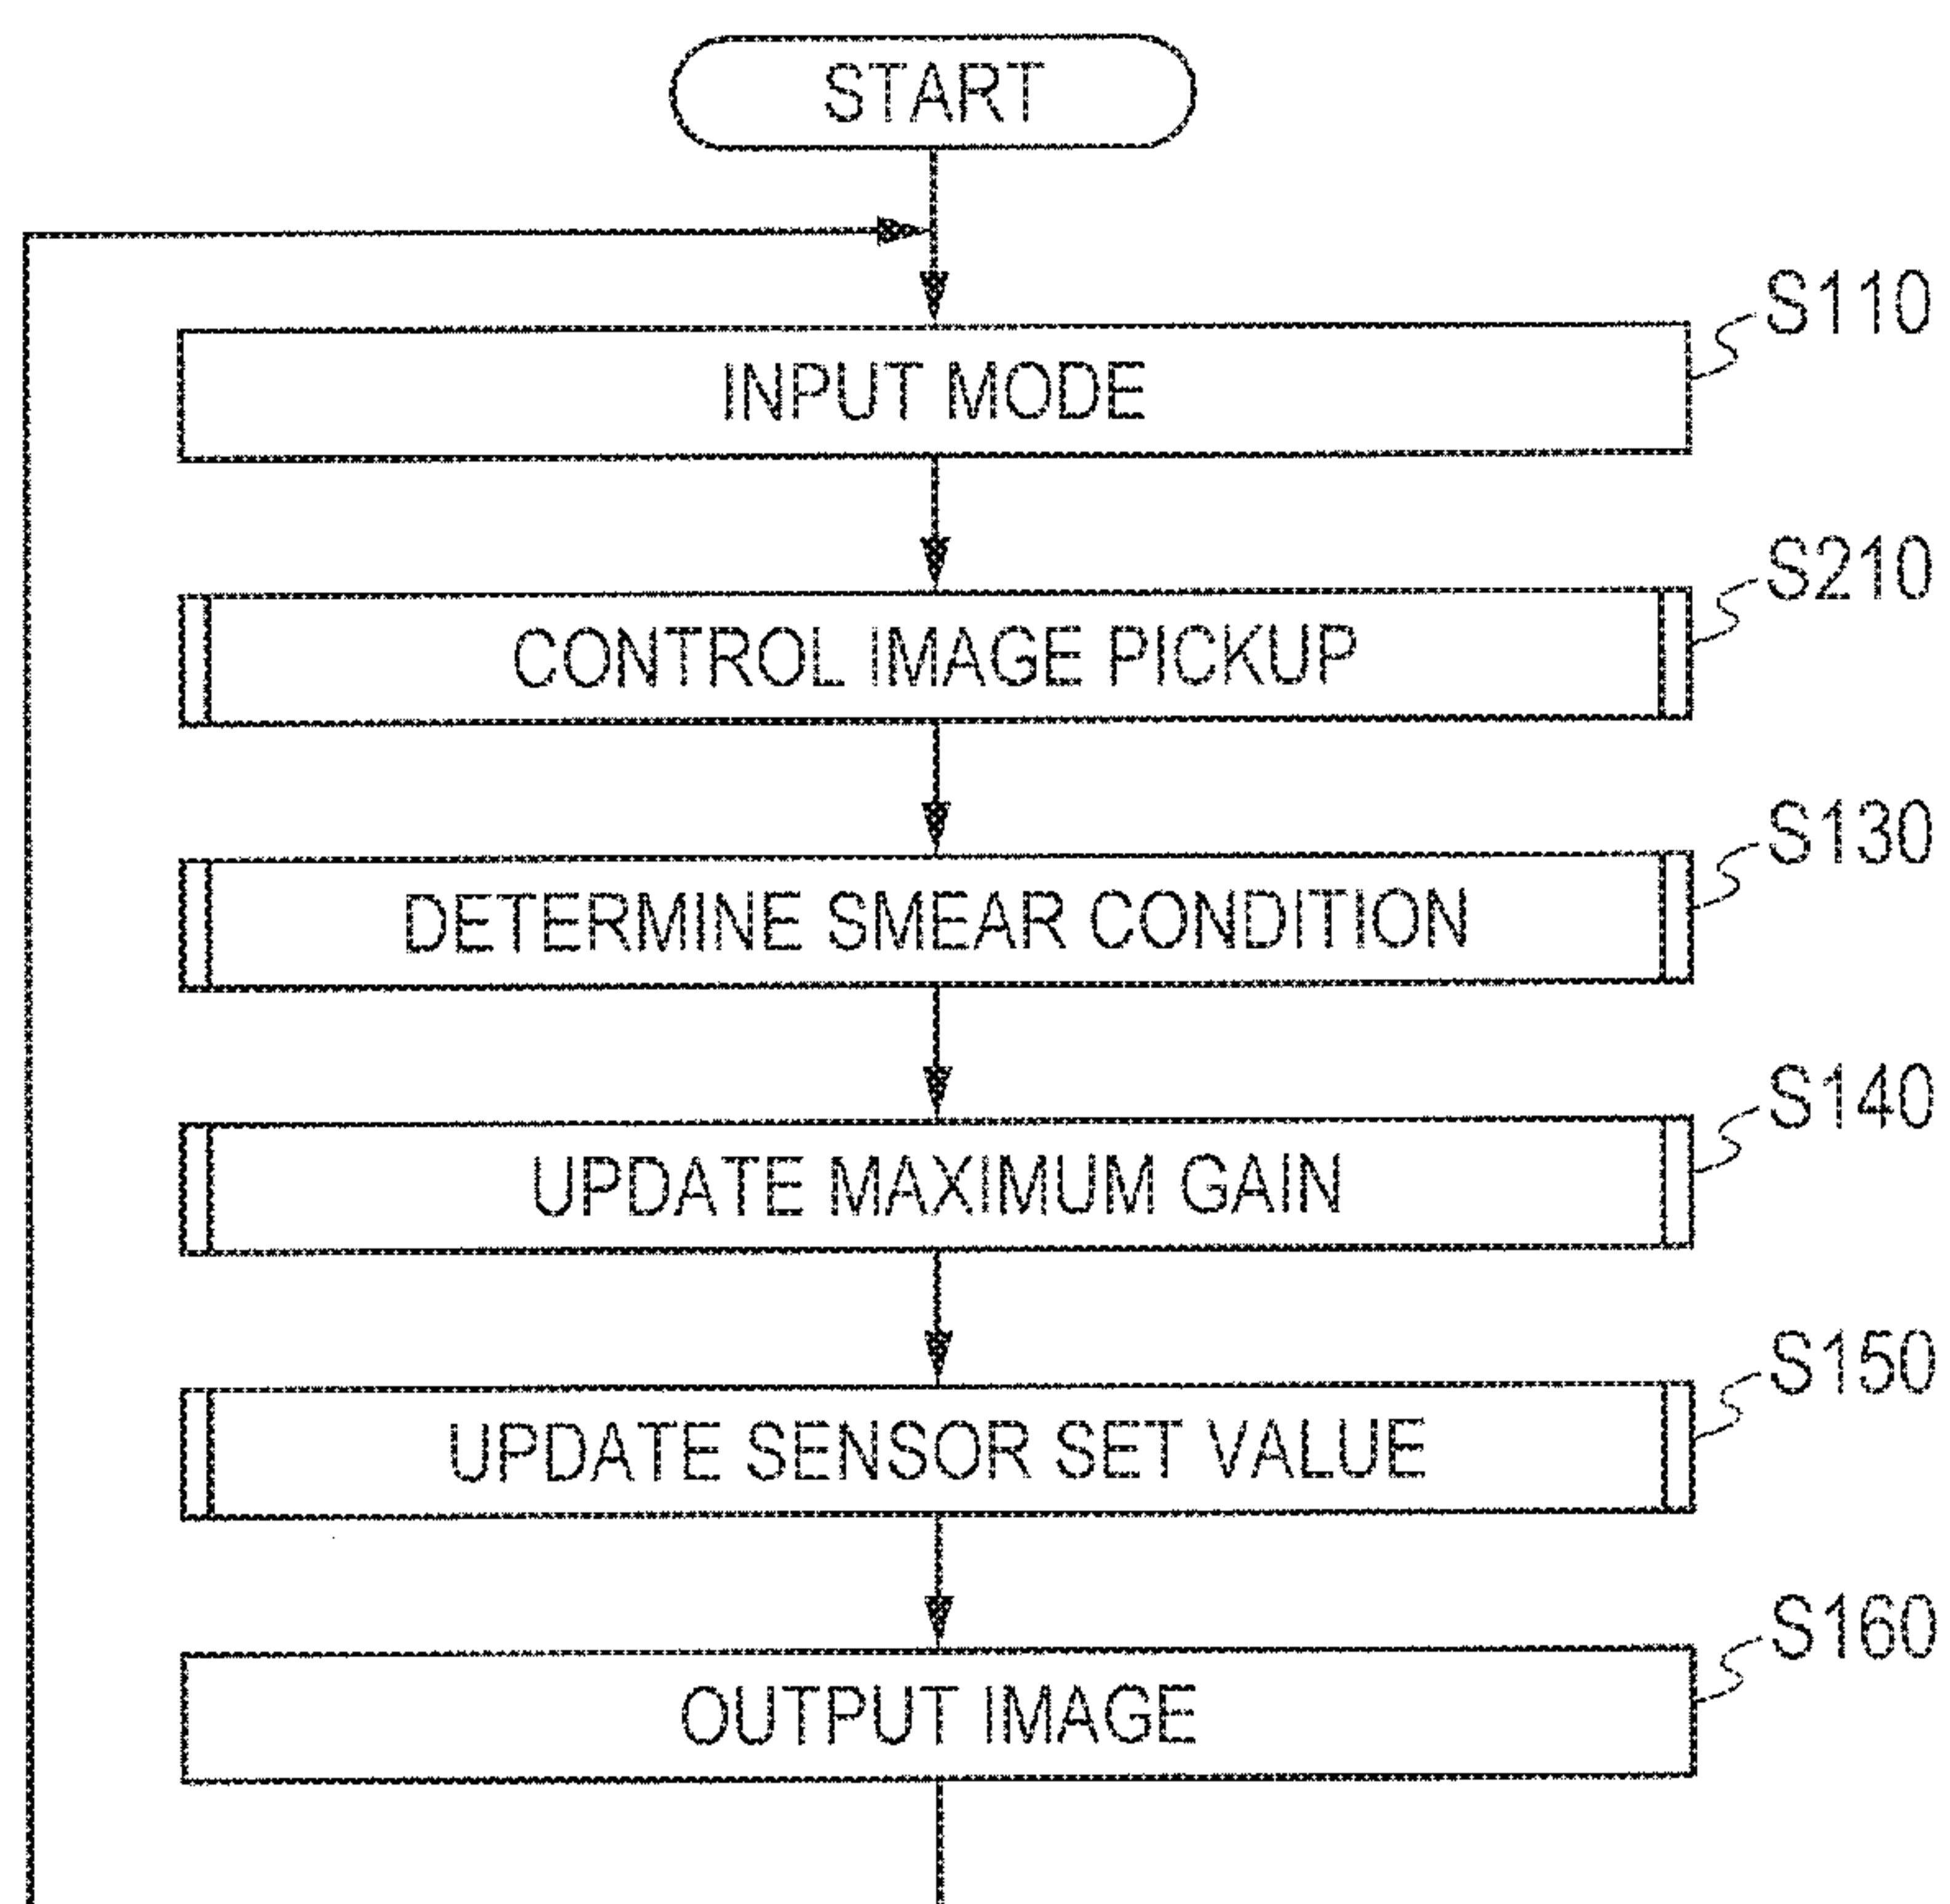 START
INPUT MODE
S110
CONTROL IMAGE PICKUP
S210
DETERMINE SMEAR CONDITION
S130
UPDATE MAXIMUM GAIN
S140
UPDATE SENSOR SET VALUE
S150
OUTPUT IMAGE
S160